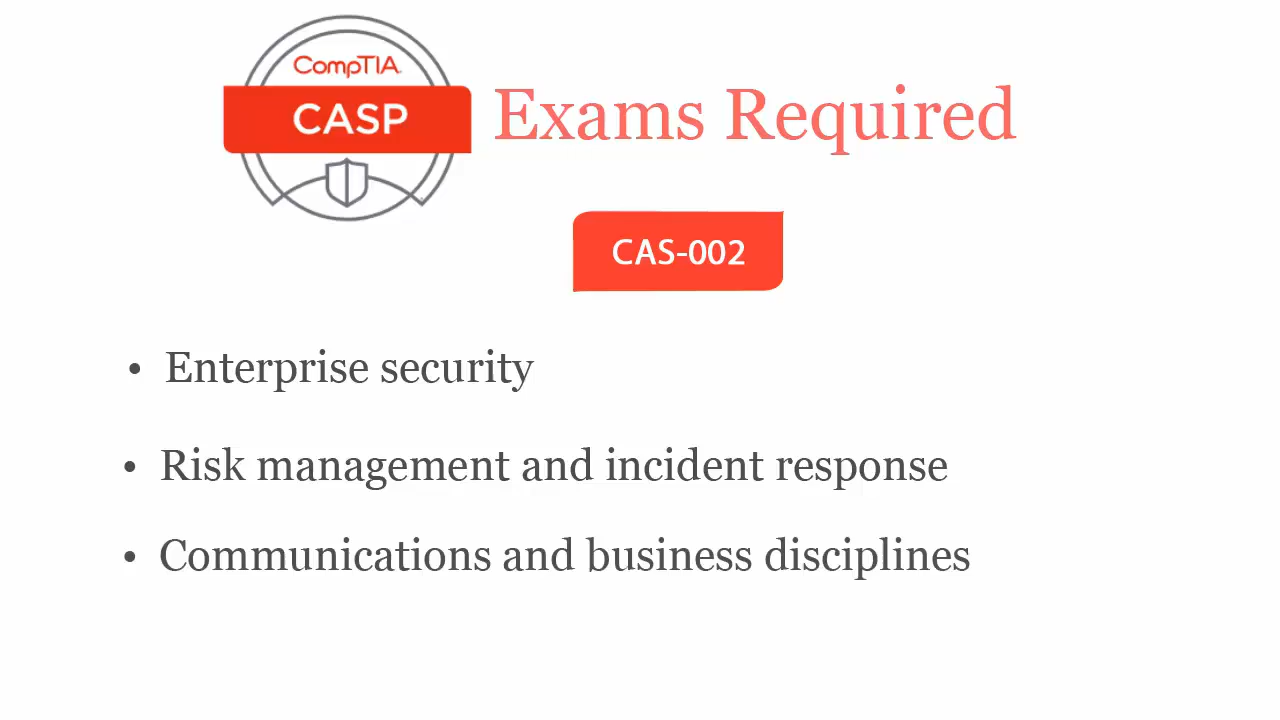 CompTIA.
CASP
Exams Required
CAS-002
• Enterprise security
• Risk management and incident response
• Communications and business disciplines